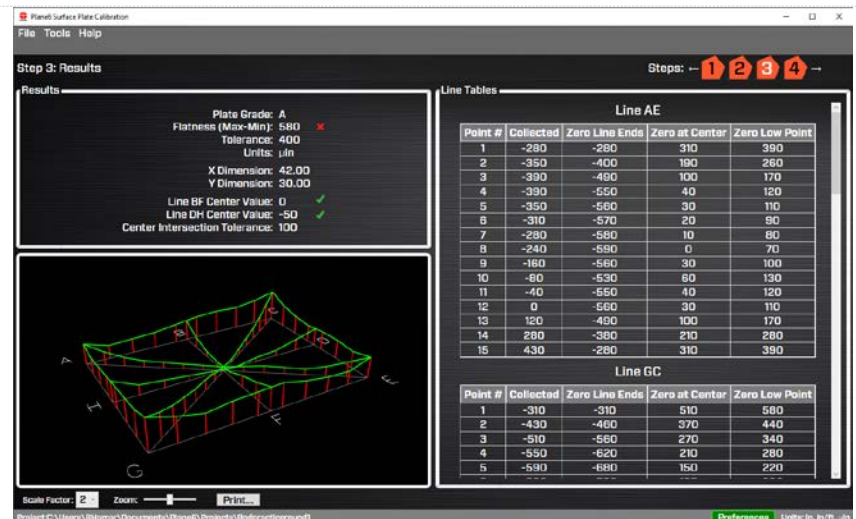 Plane6 Surface Plate Calibration
File Tools Help
Step 3: Results
Steps: ← 1 2 3 4 →
Results
Plate Grade: A
Flatness (Max-Min): 580 ×
Tolerance: 400
Units: µin
X Dimension: 42.00
Y Dimension: 30.00
Line BF Center Value: 0 ✓
Line DH Center Value: -50 ✓
Center Intersection Tolerance: 100
A
B
C
D
E
F
G
H
Scale Factor: 2 Zoom: Print...
Line Tables
Line AE
Point # Collected Zero Line Ends Zero at Center Zero Low Point
1 -280 -280 310 390
2 -350 -400 190 260
3 -390 -490 100 170
4 -390 -550 40 120
5 -350 -560 30 110
6 -310 -570 20 90
7 -280 -580 10 80
8 -240 -590 0 70
9 -160 -560 30 100
10 -80 -530 60 130
11 -40 -550 40 120
12 0 -560 30 110
13 120 -490 100 170
14 280 -380 210 280
15 430 -280 310 390
Line GC
Point # Collected Zero Line Ends Zero at Center Zero Low Point
1 -310 -310 510 580
2 -430 -460 370 440
3 -510 -560 270 340
4 -550 -620 210 280
5 -590 -680 150 220
Preferences Units: in, in/ft, µin